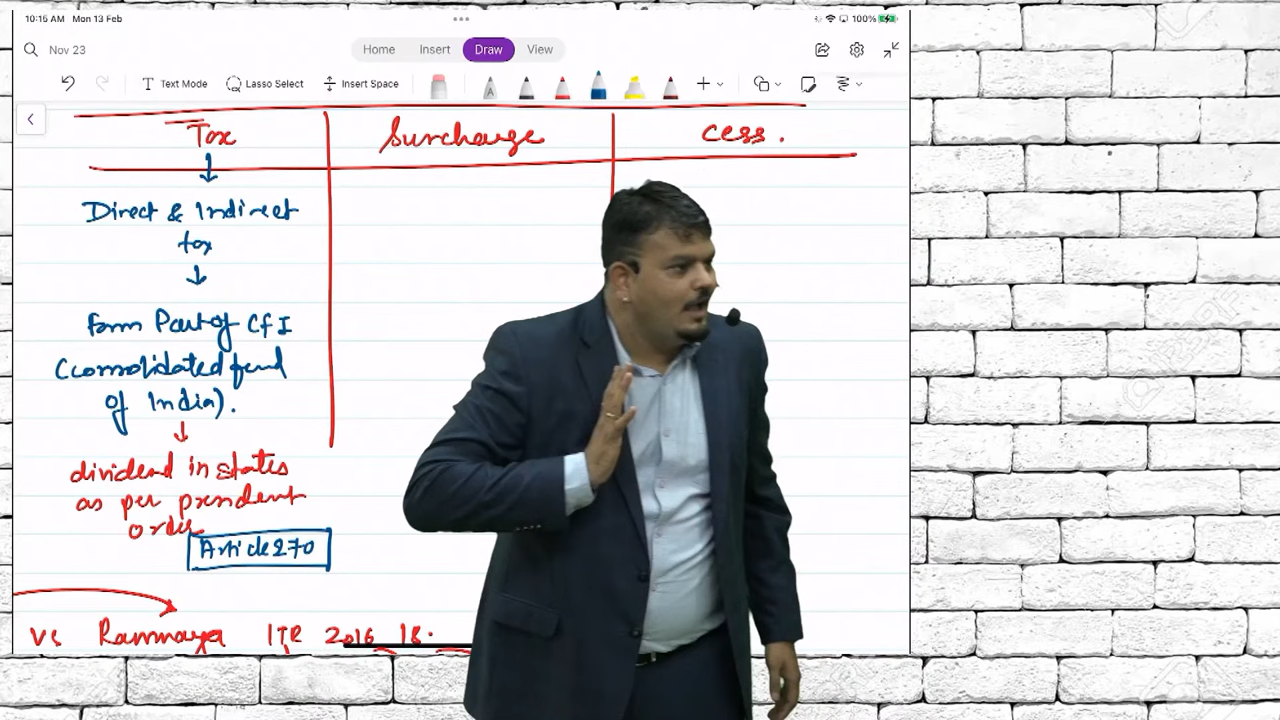 10:15 AM Mon 13 Feb
100%
Nov 23
Home Insert Draw View
Text Mode Lasso Select Insert Space
Tax Surcharge Cess.
Direct & Indirect
tax
form Part of CFI
(consolidated fund
of India).
dividend in states
as per president
order
Article 270
vs Rammaya ITR 2016 18.
123RF